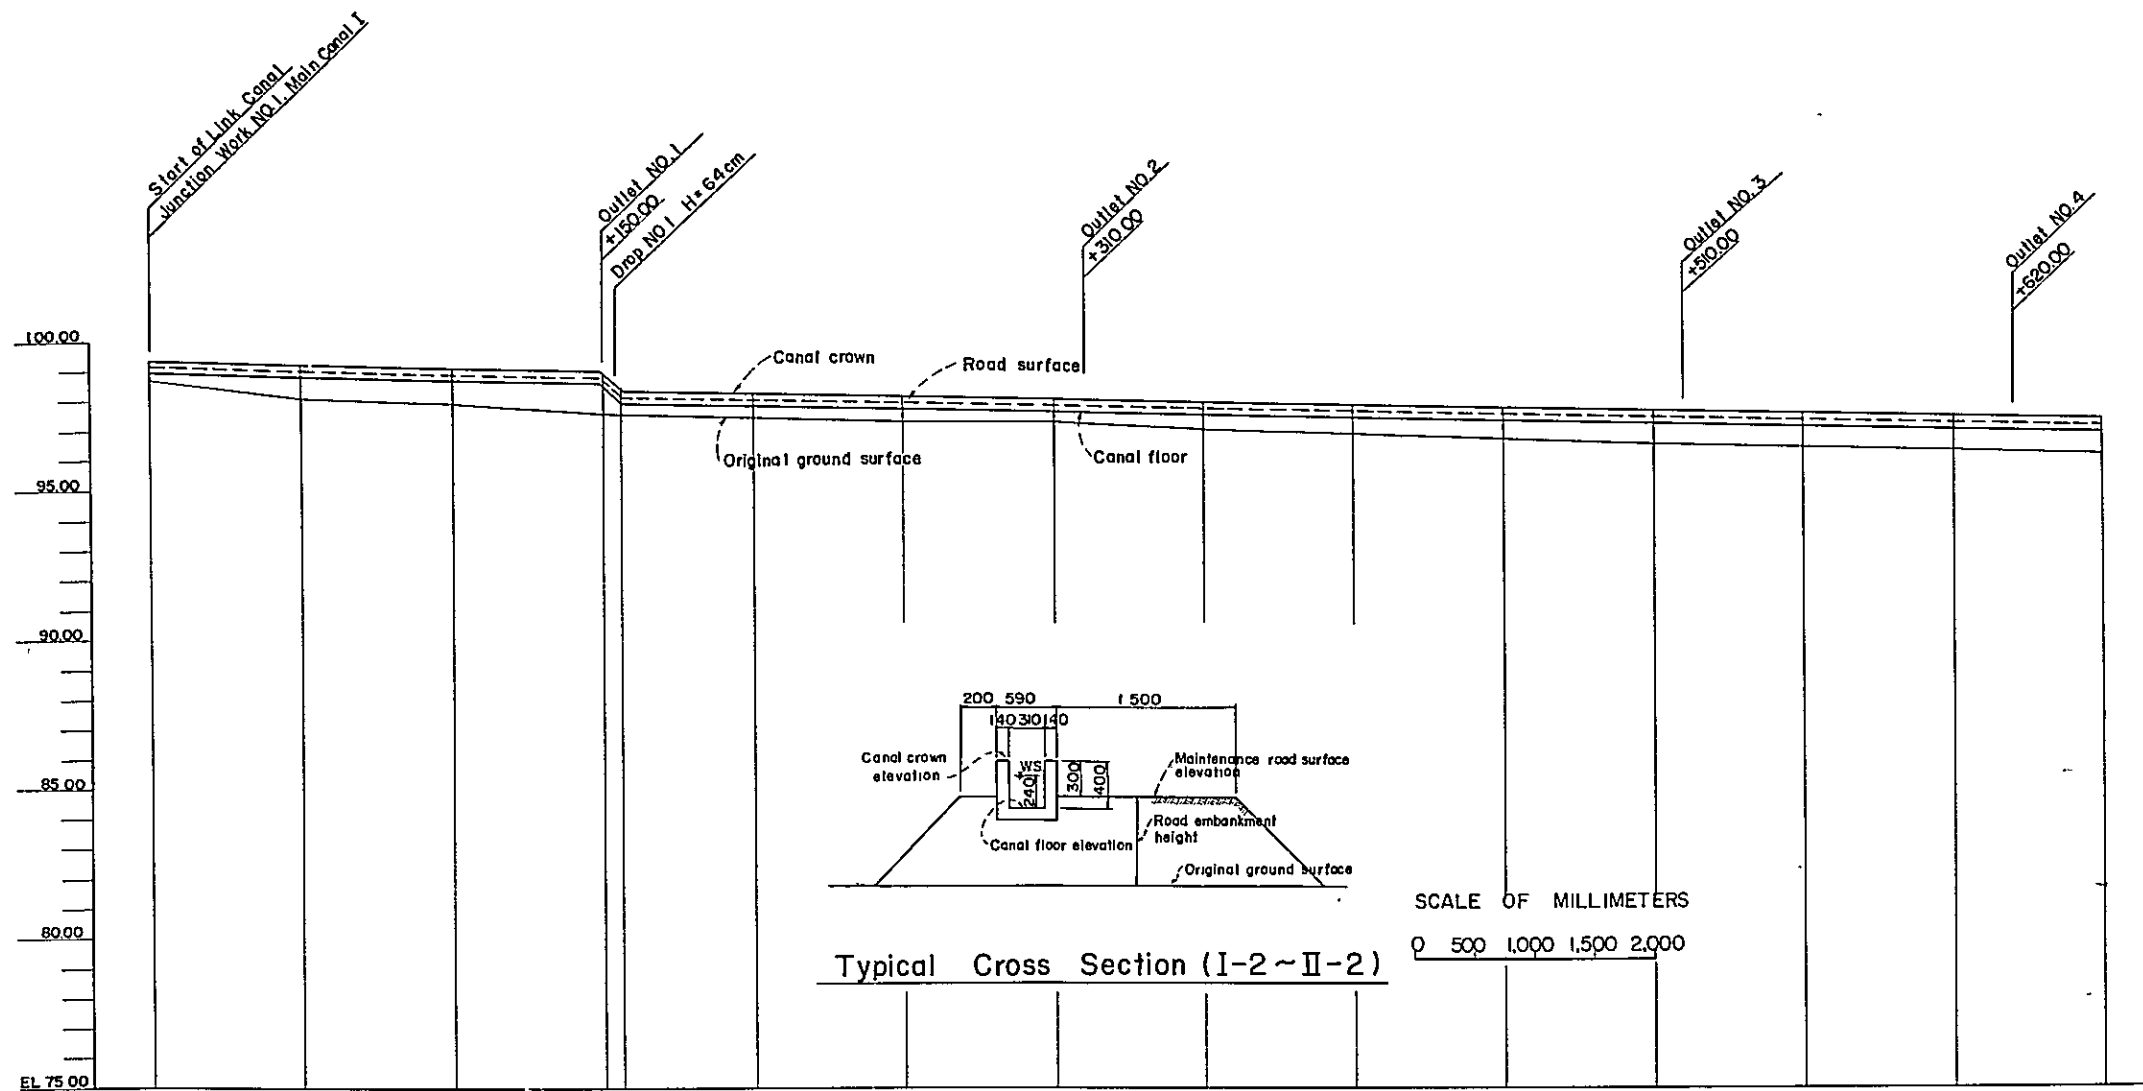 Start of Link Canal
Junction Work NO.1. Main Canal I
Outlet NO.1
+150.00
Drop NO 1 H=64cm
Outlet NO.2
+310.00
Outlet NO.3
+510.00
Outlet NO.4
+620.00
100.00
Canal crown
Road surface
Original ground surface
Canal floor
95.00
90.00
200 590 1 500
140 310 140
Canal crown
elevation
WS
240
300
400
Maintenance road surface
elevation
85.00
Road embankment
height
Canal floor elevation
Original ground surface
SCALE OF MILLIMETERS
0 500 1,000 1,500 2,000
80.00
Typical Cross Section (I-2~II-2)
EL 75.00